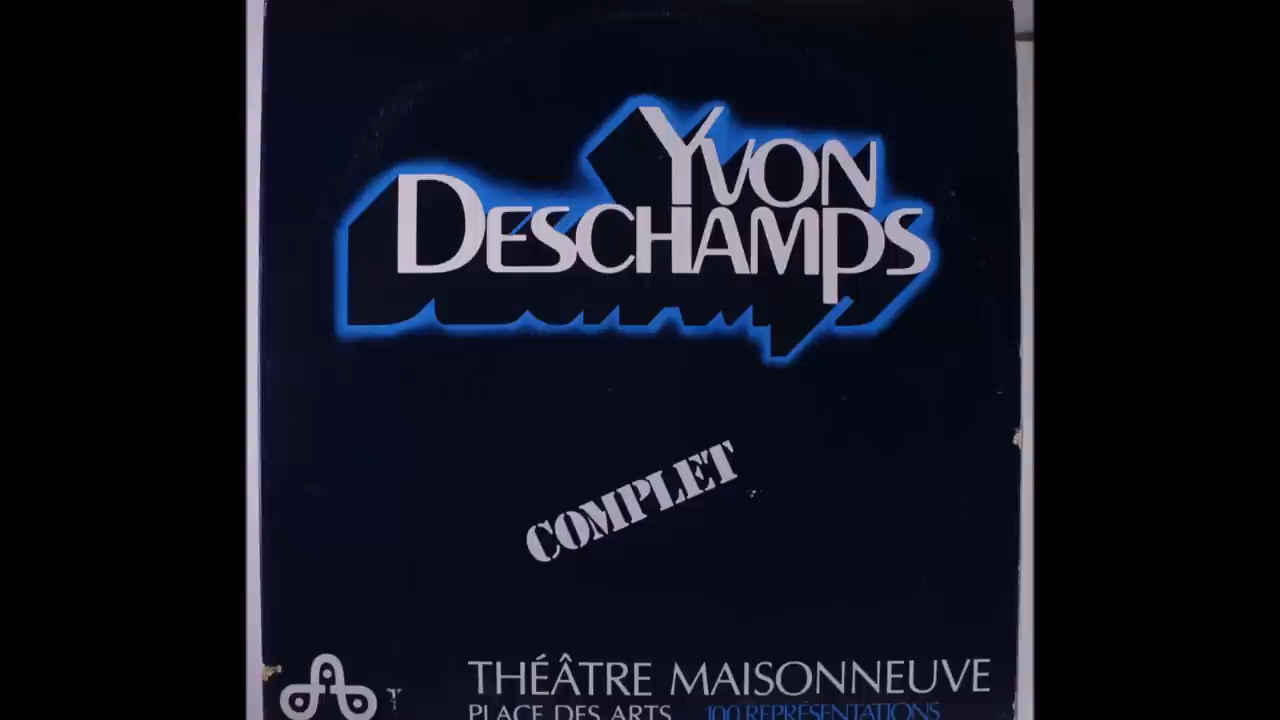 YVON
DESCHAMPS
COMPLET
THÉÂTRE MAISONNEUVE
PLACE DES ARTS 100 REPRÉSENTATIONS